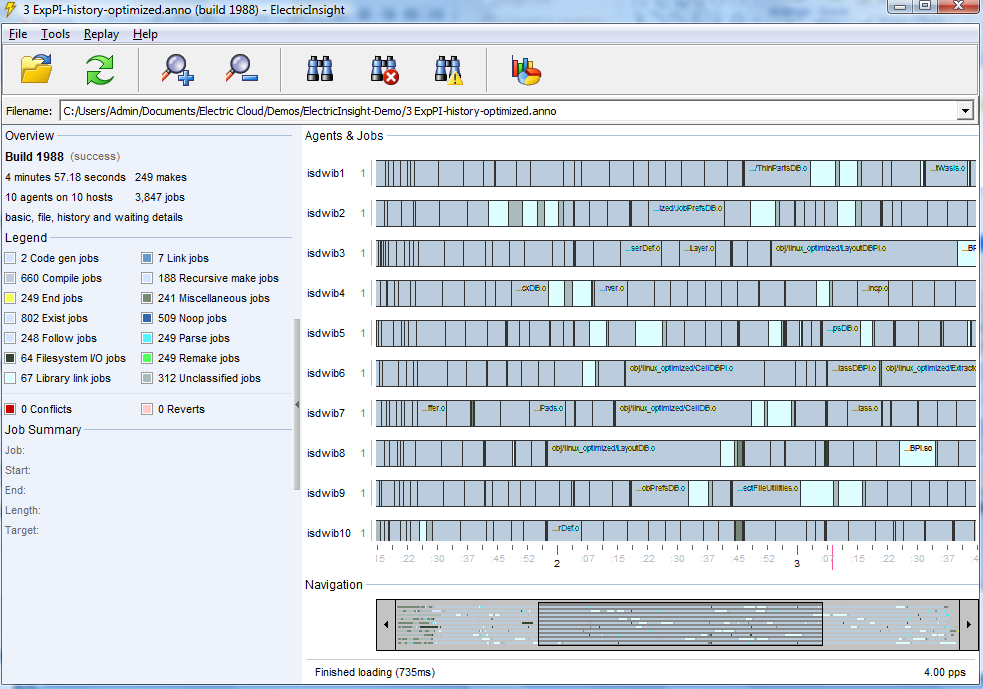 3 ExpPI-history-optimized.anno (build 1988) - ElectricInsight
File Tools Replay Help
Filename: C:/Users/Admin/Documents/Electric Cloud/Demos/ElectricInsight-Demo/3 ExpPI-history-optimized.anno
Overview
Build 1988 (success)
4 minutes 57.18 seconds 249 makes
10 agents on 10 hosts 3,847 jobs
basic, file, history and waiting details
Legend
2 Code gen jobs 7 Link jobs
660 Compile jobs 188 Recursive make jobs
249 End jobs 241 Miscellaneous jobs
802 Exist jobs 509 Noop jobs
248 Follow jobs 249 Parse jobs
64 Filesystem I/O jobs 249 Remake jobs
67 Library link jobs 312 Unclassified jobs
0 Conflicts 0 Reverts
Job Summary
Job:
Start:
End:
Length:
Target:
Agents & Jobs
isdwib1 1 .../ThinPartsDB.o ...tWasls.o
isdwib2 1 ...ized/JobPrefsDB.o
isdwib3 1 ...serDef.o ...Layer.o obj/linux_optimized/LayoutDBPI.o ...BF
isdwib4 1 ...ckDB.o ...rver.o ...incp.o
isdwib5 1 ...psDB.o
isdwib6 1 obj/linux_optimized/CellDBPI.o ...lassDBPI.o obj/linux_optimized/Extracto
isdwib7 1 ...ffer.o ...Pads.o obj/linux_optimized/CellDB.o ...lass.o
isdwib8 1 obj/linux_optimized/LayoutDB.o ...BPI.so
isdwib9 1 ...obPrefsDB.o ...ectFileUtilities.o
isdwib10 1 ...rDef.o
:15 :22 :30 :37 :45 :52 2 :07 :15 :22 :30 :37 :45 :52 3 :07 :15 :22 :30 :37 :4
Navigation
Finished loading (735ms) 4.00 pps